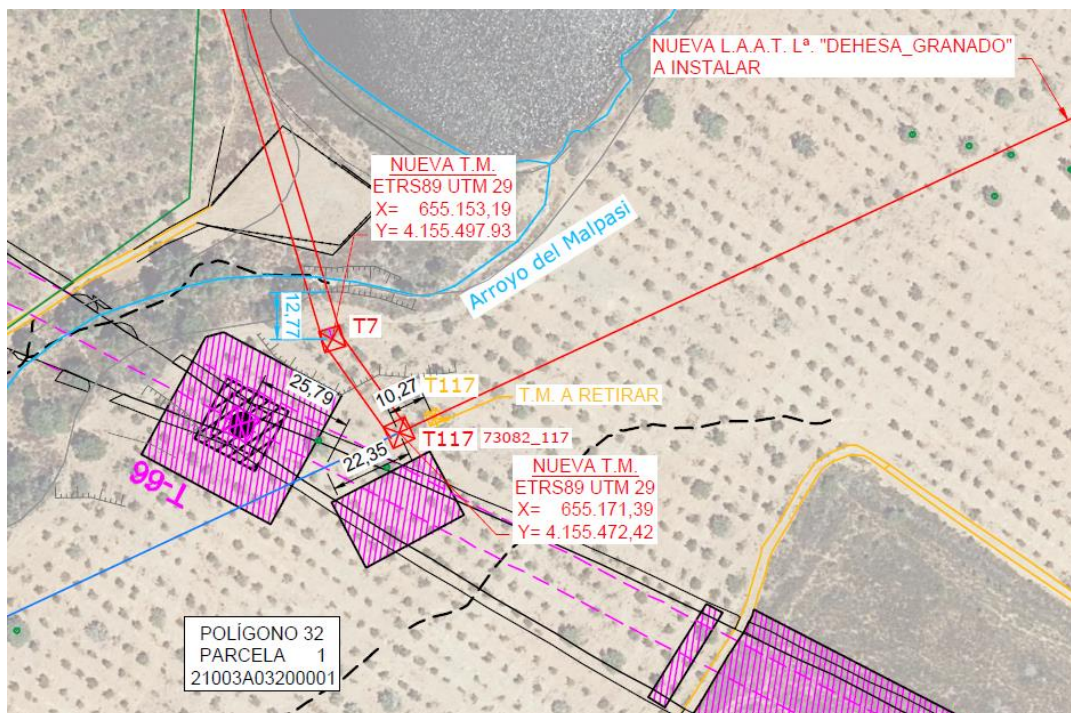 NUEVA L.A.A.T. Lª. "DEHESA_GRANADO"
A INSTALAR
NUEVA T.M.
ETRS89 UTM 29
X= 655.153,19
Y= 4.155.497.93
Arroyo del Malpasi
12,77
T7
25,79
10,27
T117
T.M. A RETIRAR
T117 73082_117
22,35
T-66
NUEVA T.M.
ETRS89 UTM 29
X= 655.171,39
Y= 4.155.472,42
POLÍGONO 32
PARCELA 1
21003A03200001